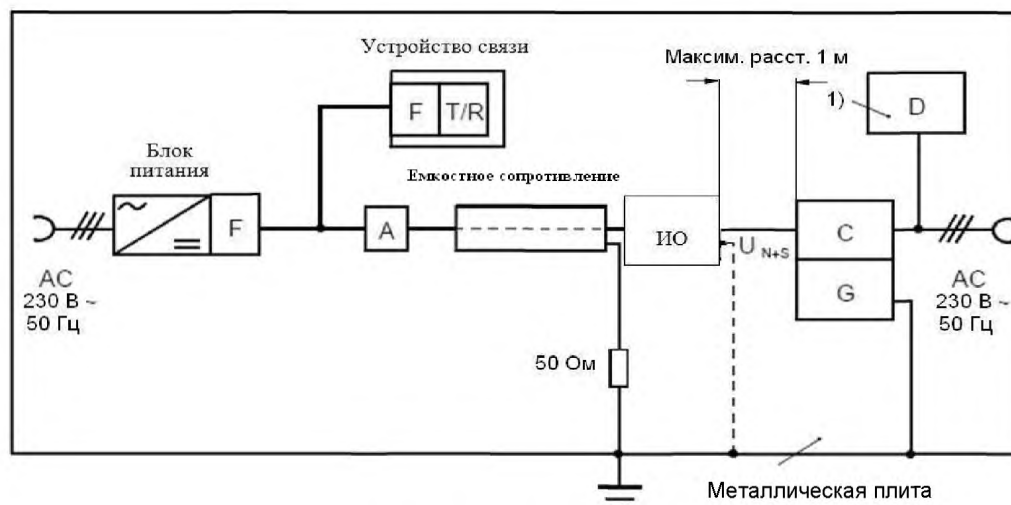 Устройство связи
Максим. расст. 1 м
1)
D
F
T/R
Блок
питания
Емкостное сопротивление
F
A
ИО
U N+S
C
G
AC
230 В ~
50 Гц
AC
230 В ~
50 Гц
50 Ом
Металлическая плита